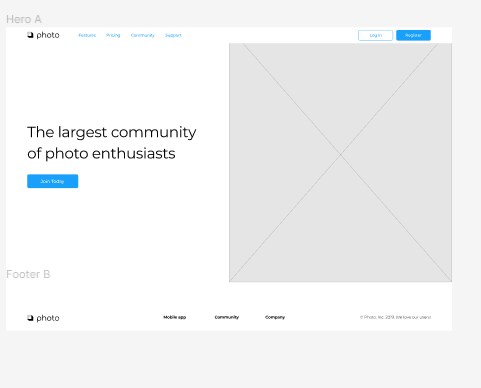 Hero A
photo
Features Pricing Community Support
Log in
Register
The largest community
of photo enthusiasts
Join Today
Footer B
photo
Mobile app Community Company
© Photo, Inc. 2019. We love our users!